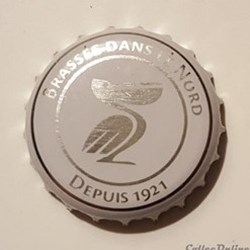 BRASSÉE DANS LE NORD
DEPUIS 1921